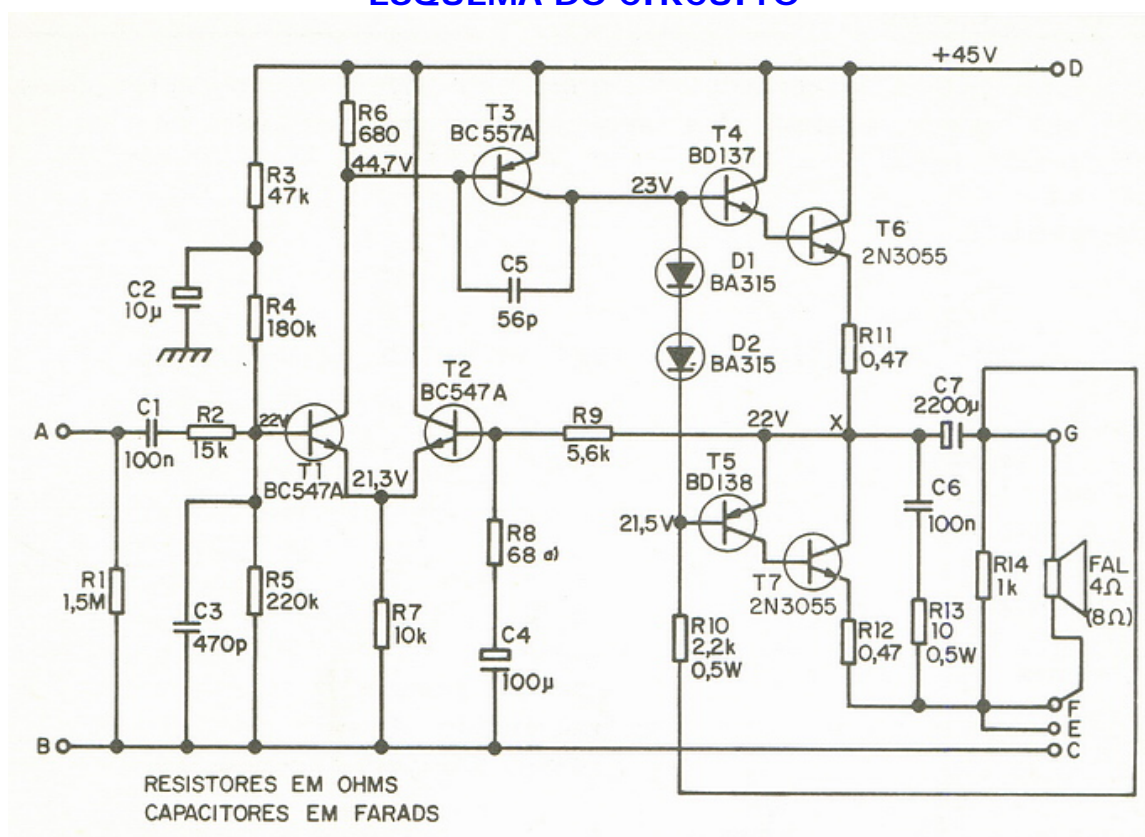 ESQUEMA DO CIRCUITO
+45V
D
R6
680
T3
BC557A
44,7V
T4
BD137
23V
R3
47k
T6
2N3055
C5
56p
D1
BA315
C2
10µ
R4
180k
D2
BA315
R11
0,47
T2
BC547A
C7
2200µ
A
C1
100n
R2
15k
22V
T1
BC547A
R9
5,6k
22V
X
G
21,3V
T5
BD138
C6
100n
21,5V
R8
68 a)
R14
1k
FAL
4Ω
(8Ω)
R1
1,5M
C3
470p
R5
220k
R7
10k
T7
2N3055
R10
2,2k
0,5W
R12
0,47
R13
10
0,5W
C4
100µ
F
E
B
C
RESISTORES EM OHMS
CAPACITORES EM FARADS